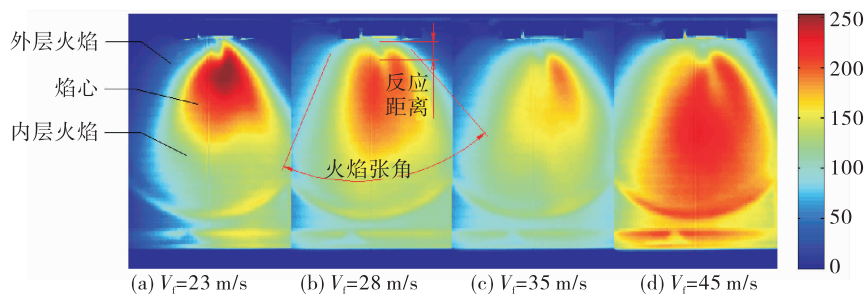 外层火焰
焰心
内层火焰
反应
距离
火焰张角
250
200
150
100
50
0
(a) Vf=23 m/s
(b) Vf=28 m/s
(c) Vf=35 m/s
(d) Vf=45 m/s